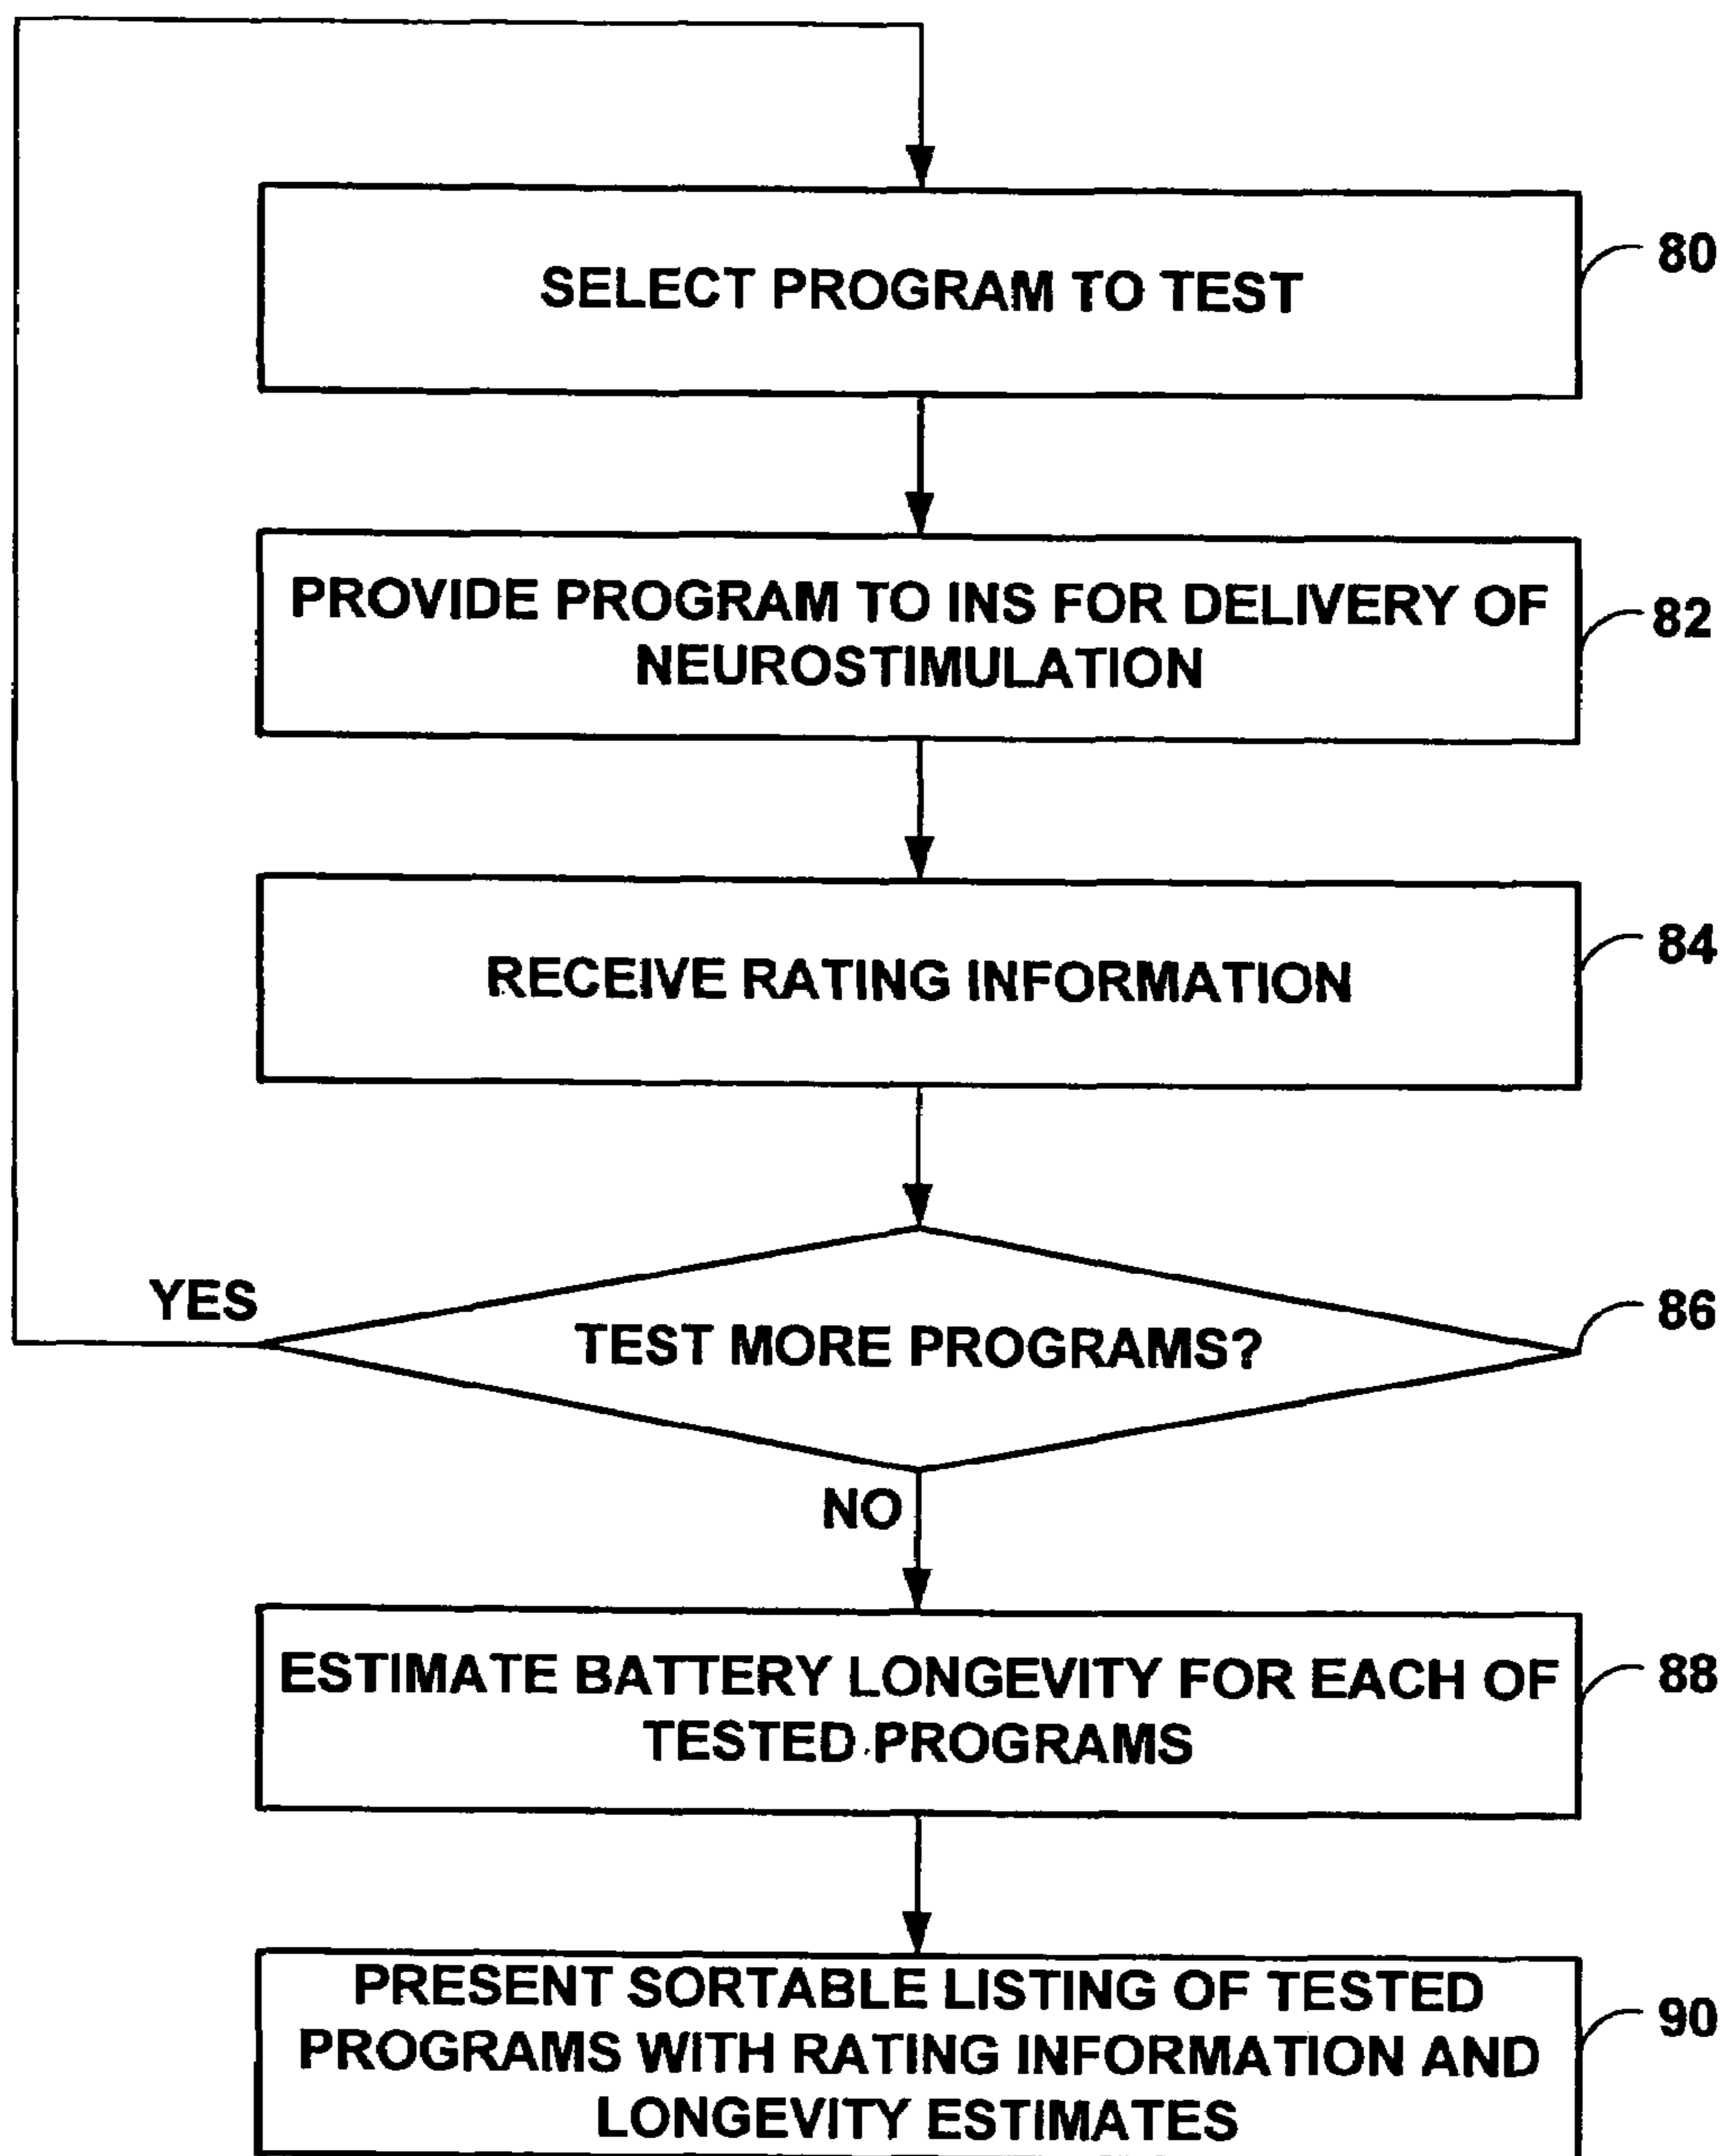 SELECT PROGRAM TO TEST
80
PROVIDE PROGRAM TO INS FOR DELIVERY OF
NEUROSTIMULATION
82
RECEIVE RATING INFORMATION
84
YES
TEST MORE PROGRAMS?
86
NO
ESTIMATE BATTERY LONGEVITY FOR EACH OF
TESTED PROGRAMS
88
PRESENT SORTABLE LISTING OF TESTED
PROGRAMS WITH RATING INFORMATION AND
LONGEVITY ESTIMATES
90